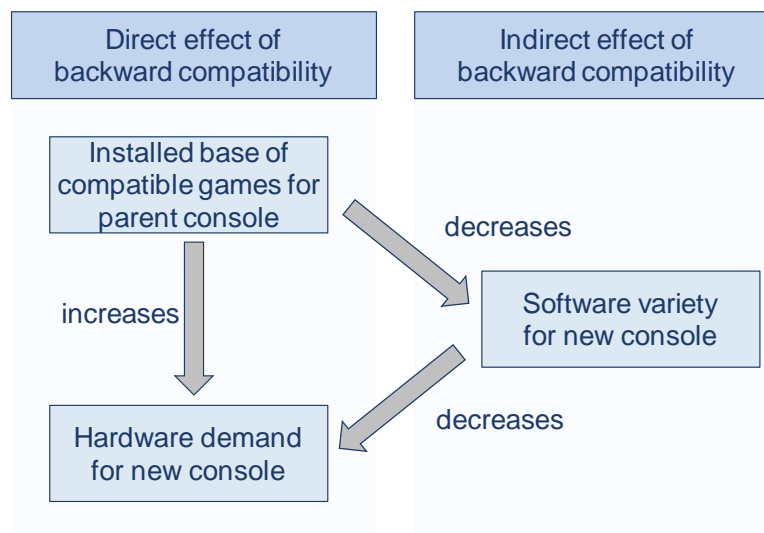 Direct effect of
backward compatibility
Indirect effect of
backward compatibility
Installed base of
compatible games for
parent console
decreases
increases
Software variety
for new console
decreases
Hardware demand
for new console